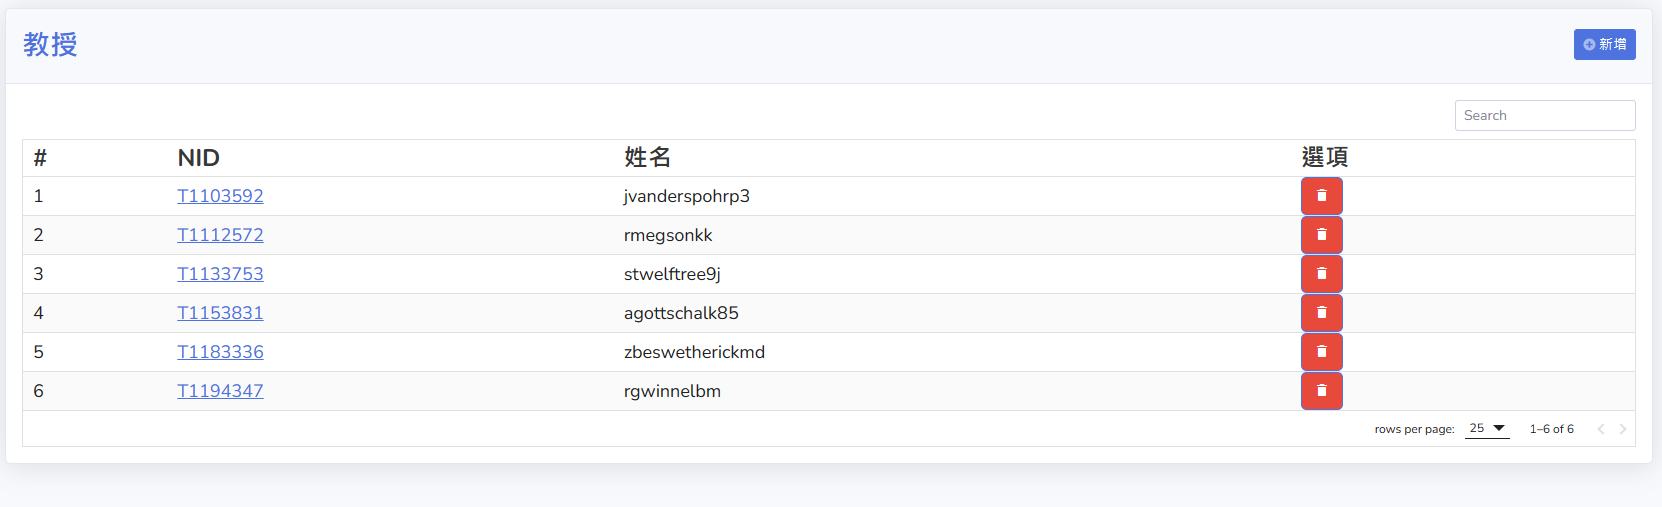 教授
新增
Search
# NID 姓名 選項
1 T1103592 jvanderspohrp3
2 T1112572 rmegsonkk
3 T1133753 stwelftree9j
4 T1153831 agottschalk85
5 T1183336 zbeswetherickmd
6 T1194347 rgwinnelbm
rows per page: 25 1–6 of 6